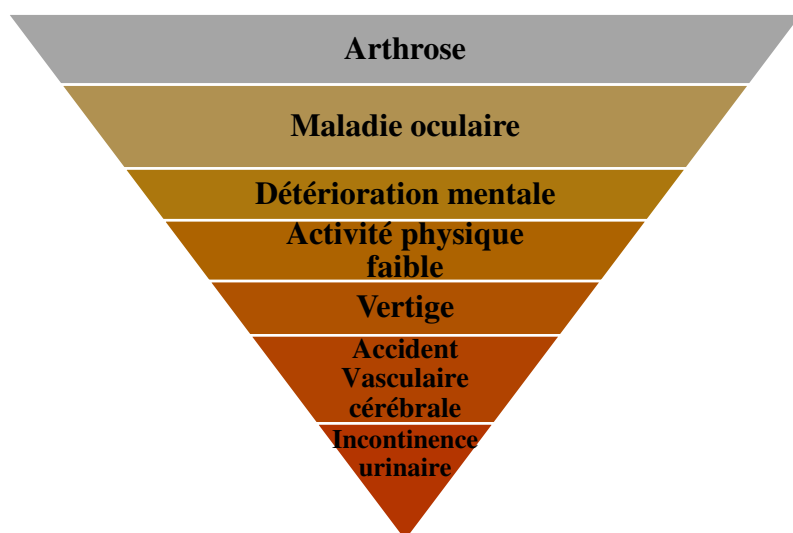 Arthrose
Maladie oculaire
Détérioration mentale
Activité physique
faible
Vertige
Accident
Vasculaire
cérébrale
Incontinence
urinaire